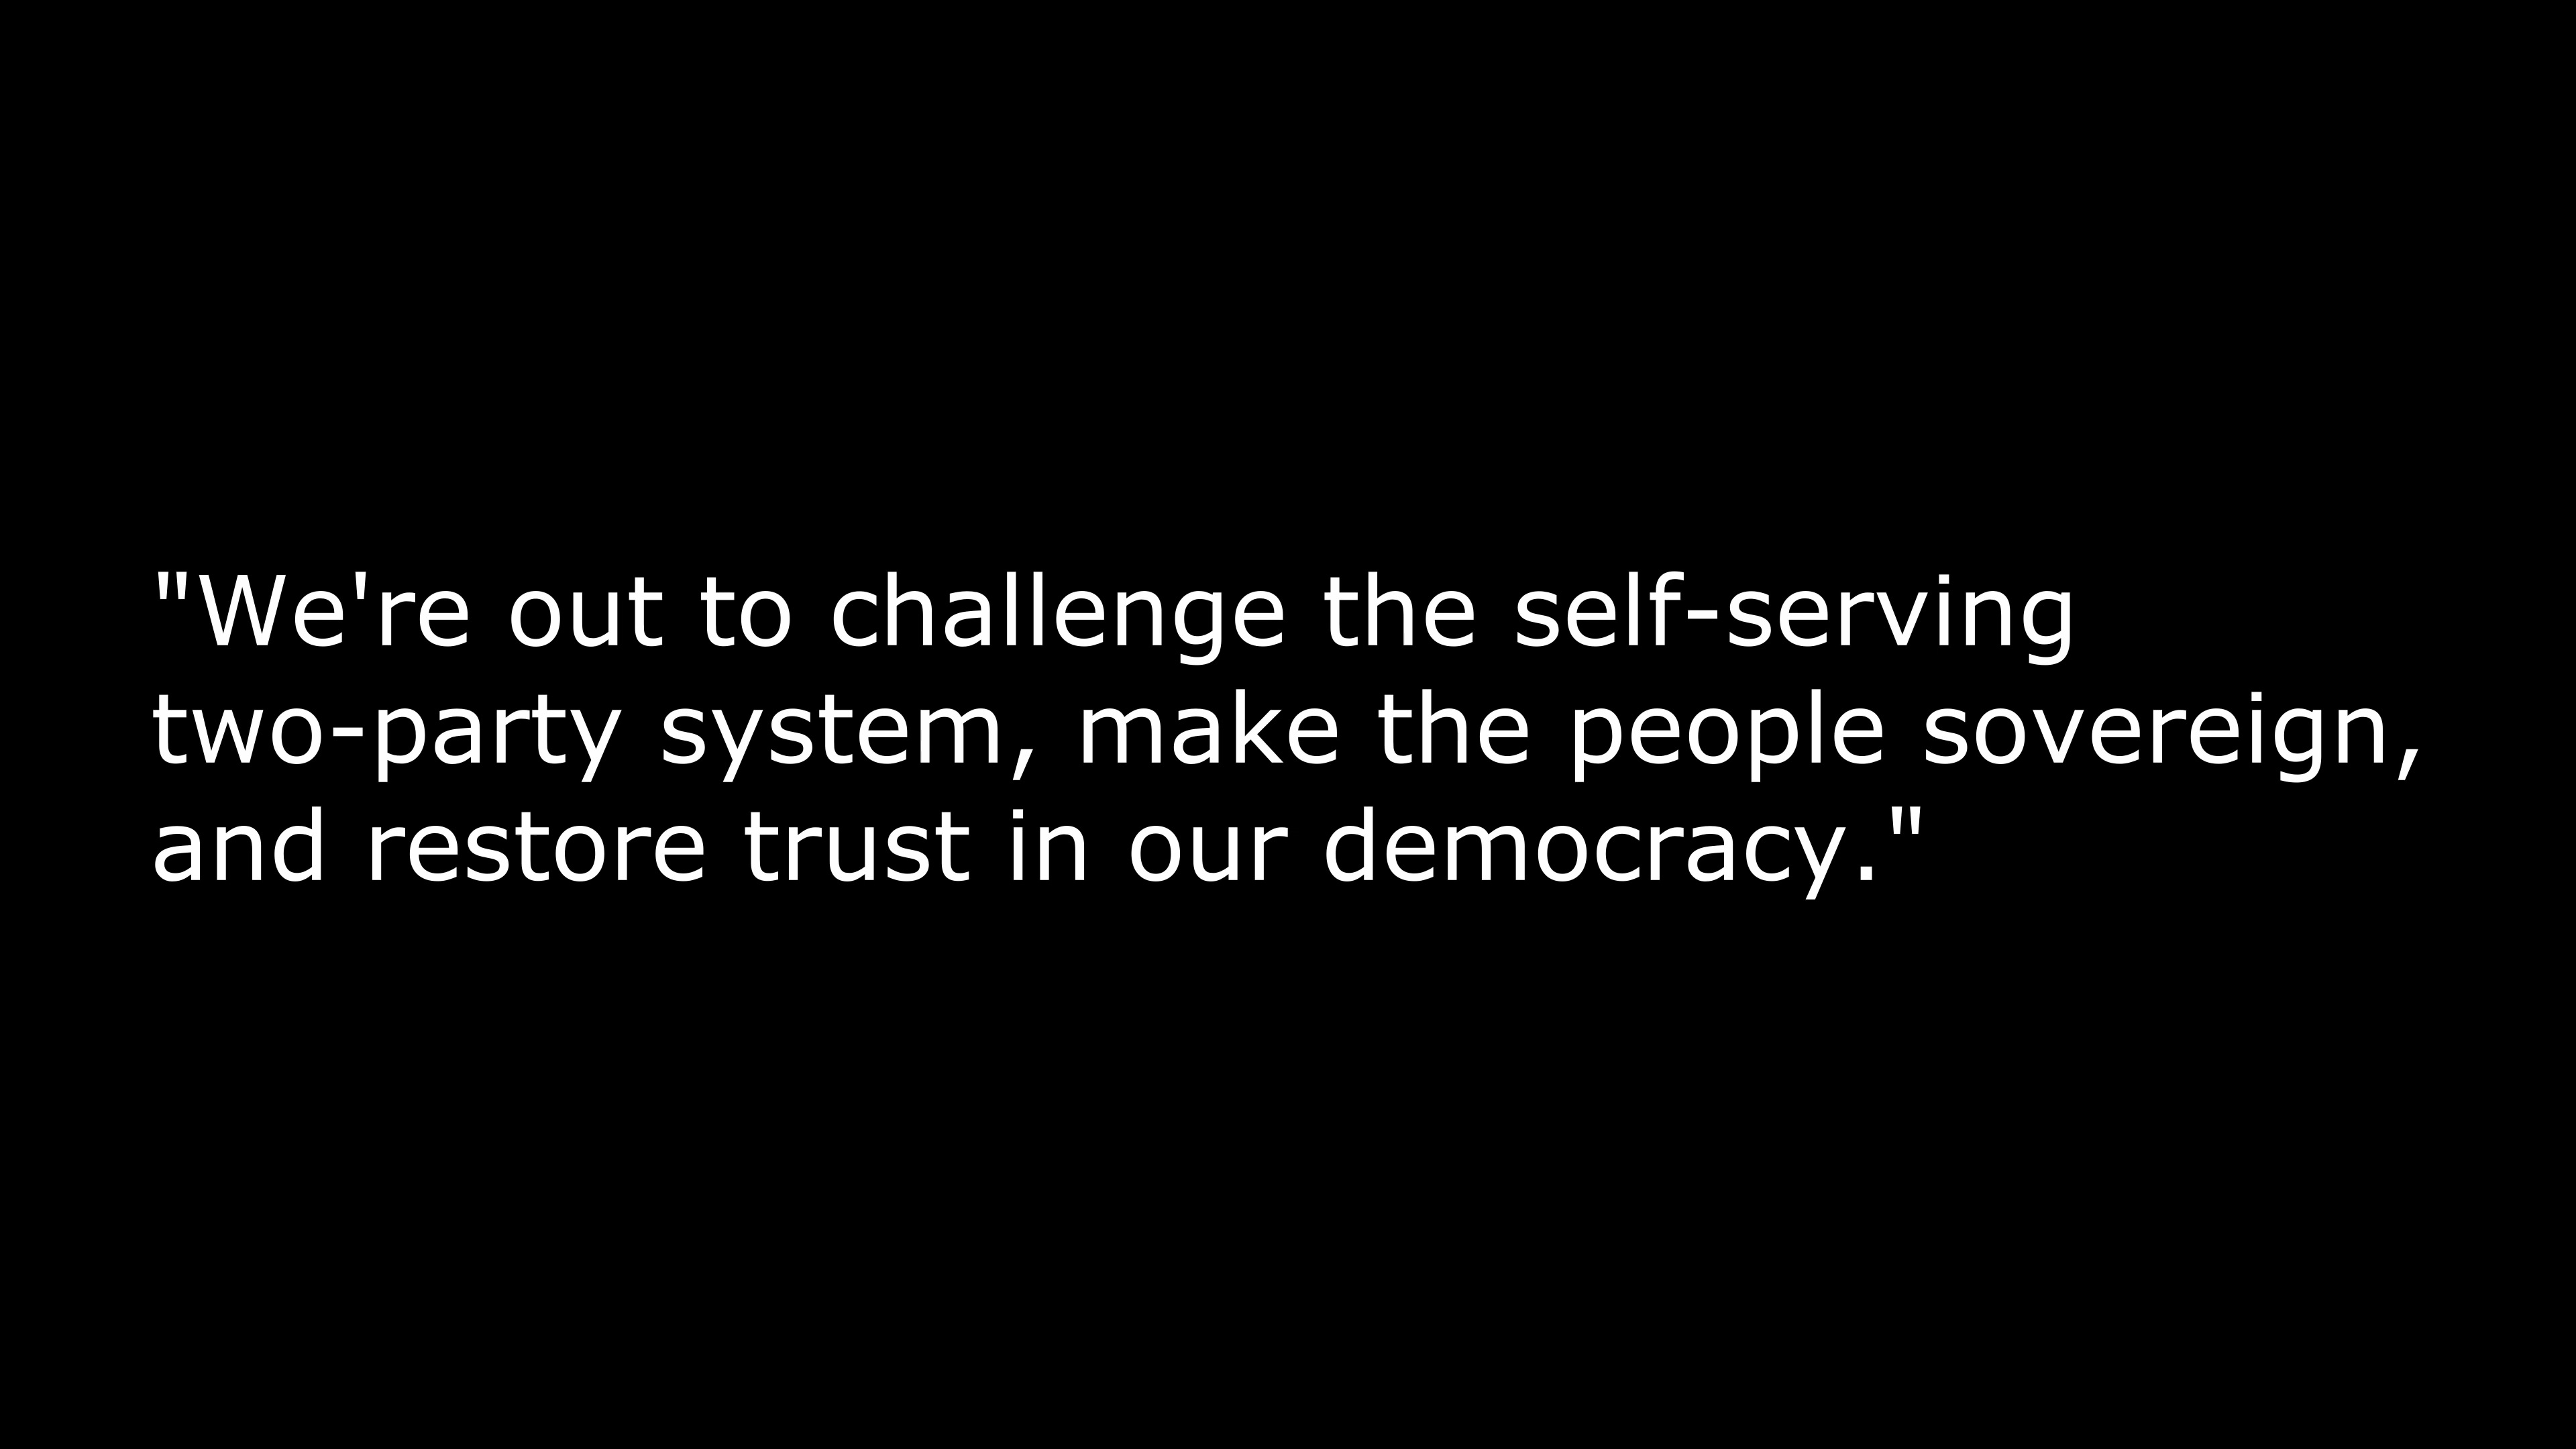 "We're out to challenge the self-serving
two-party system, make the people sovereign,
and restore trust in our democracy."